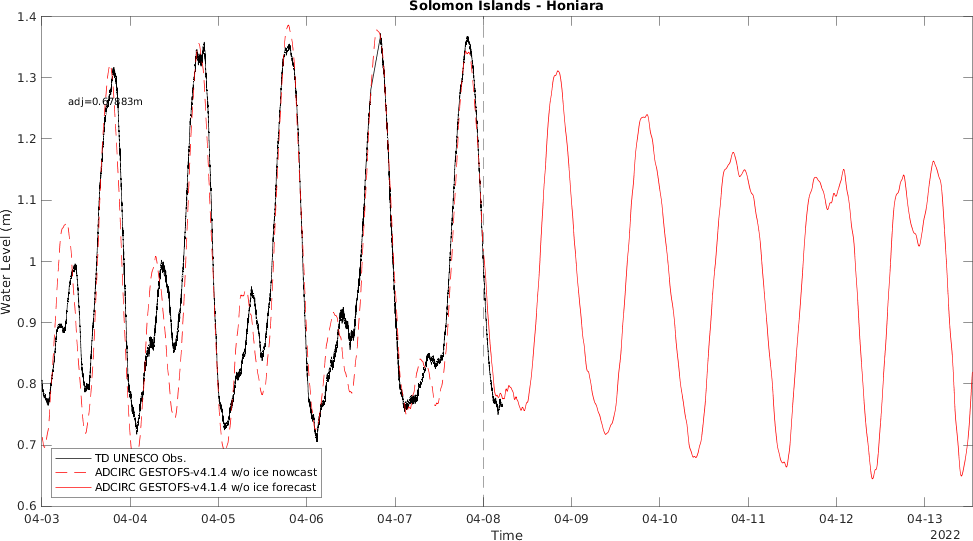 Solomon Islands - Honiara
Water Level (m)
1.4
1.3
1.2
1.1
1
0.9
0.8
0.7
0.6
adj=0.67883m
TD UNESCO Obs.
ADCIRC GESTOFS-v4.1.4 w/o ice nowcast
ADCIRC GESTOFS-v4.1.4 w/o ice forecast
04-03 04-04 04-05 04-06 04-07 04-08 04-09 04-10 04-11 04-12 04-13
Time
2022